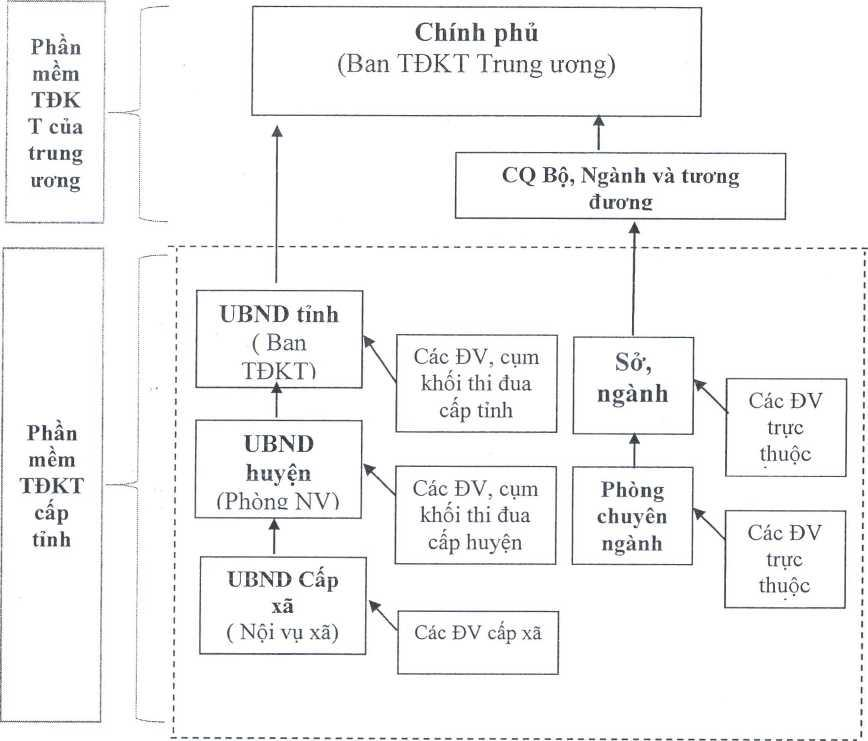 Phần
mềm
TĐK
T của
trung
ương
Chính phủ
(Ban TĐKT Trung ương)
CQ Bộ, Ngành và tương
đương
Phần
mềm
TĐKT
cấp
tỉnh
UBND tỉnh
( Ban
TĐKT)
Các ĐV, cụm
khối thi đua
cấp tỉnh
Sở,
ngành
Các ĐV
trực
thuộc
UBND
huyện
(Phòng NV)
Các ĐV, cụm
khối thi đua
cấp huyện
Phòng
chuyên
ngành
Các ĐV
trực
thuộc
UBND Cấp
xã
( Nội vụ xã)
Các ĐV cấp xã